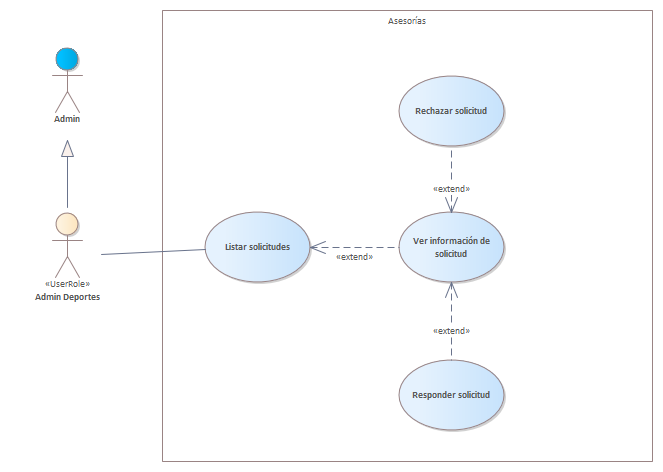 Asesorías
Admin
Rechazar solicitud
«extend»
Listar solicitudes
Ver información de
solicitud
«extend»
«UserRole»
Admin Deportes
«extend»
Responder solicitud